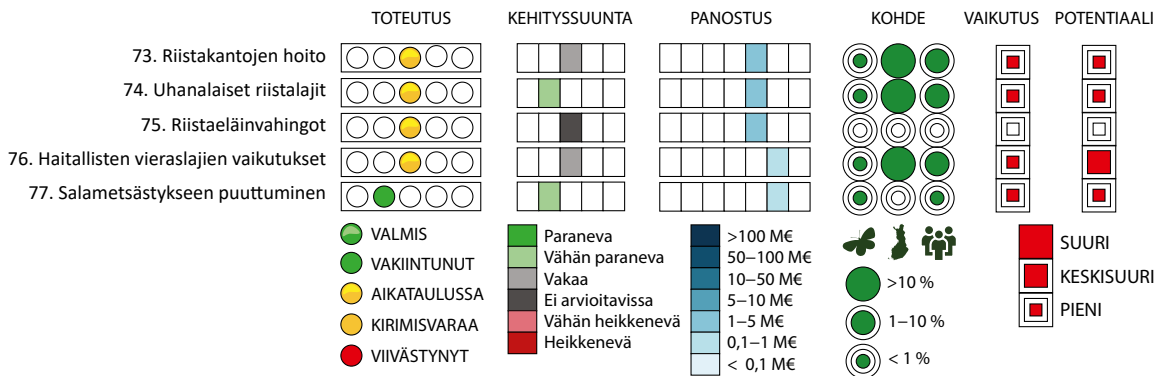 TOTEUTUS KEHITYSSUUNTA PANOSTUS KOHDE VAIKUTUS POTENTIAALI
73. Riistakantojen hoito
74. Uhanalaiset riistalajit
75. Riistaeläinvahingot
76. Haitallisten vieraslajien vaikutukset
77. Salametsästykseen puuttuminen
VALMIS
VAKIINTUNUT
AIKATAULUSSA
KIRIMISVARAA
VIIVÄSTYNYT
Paraneva
Vähän paraneva
Vakaa
Ei arvioitavissa
Vähän heikkenevä
Heikkenevä
>100 M€
50–100 M€
10–50 M€
5–10 M€
1–5 M€
0,1–1 M€
< 0,1 M€
>10 %
1–10 %
< 1 %
SUURI
KESKISUURI
PIENI